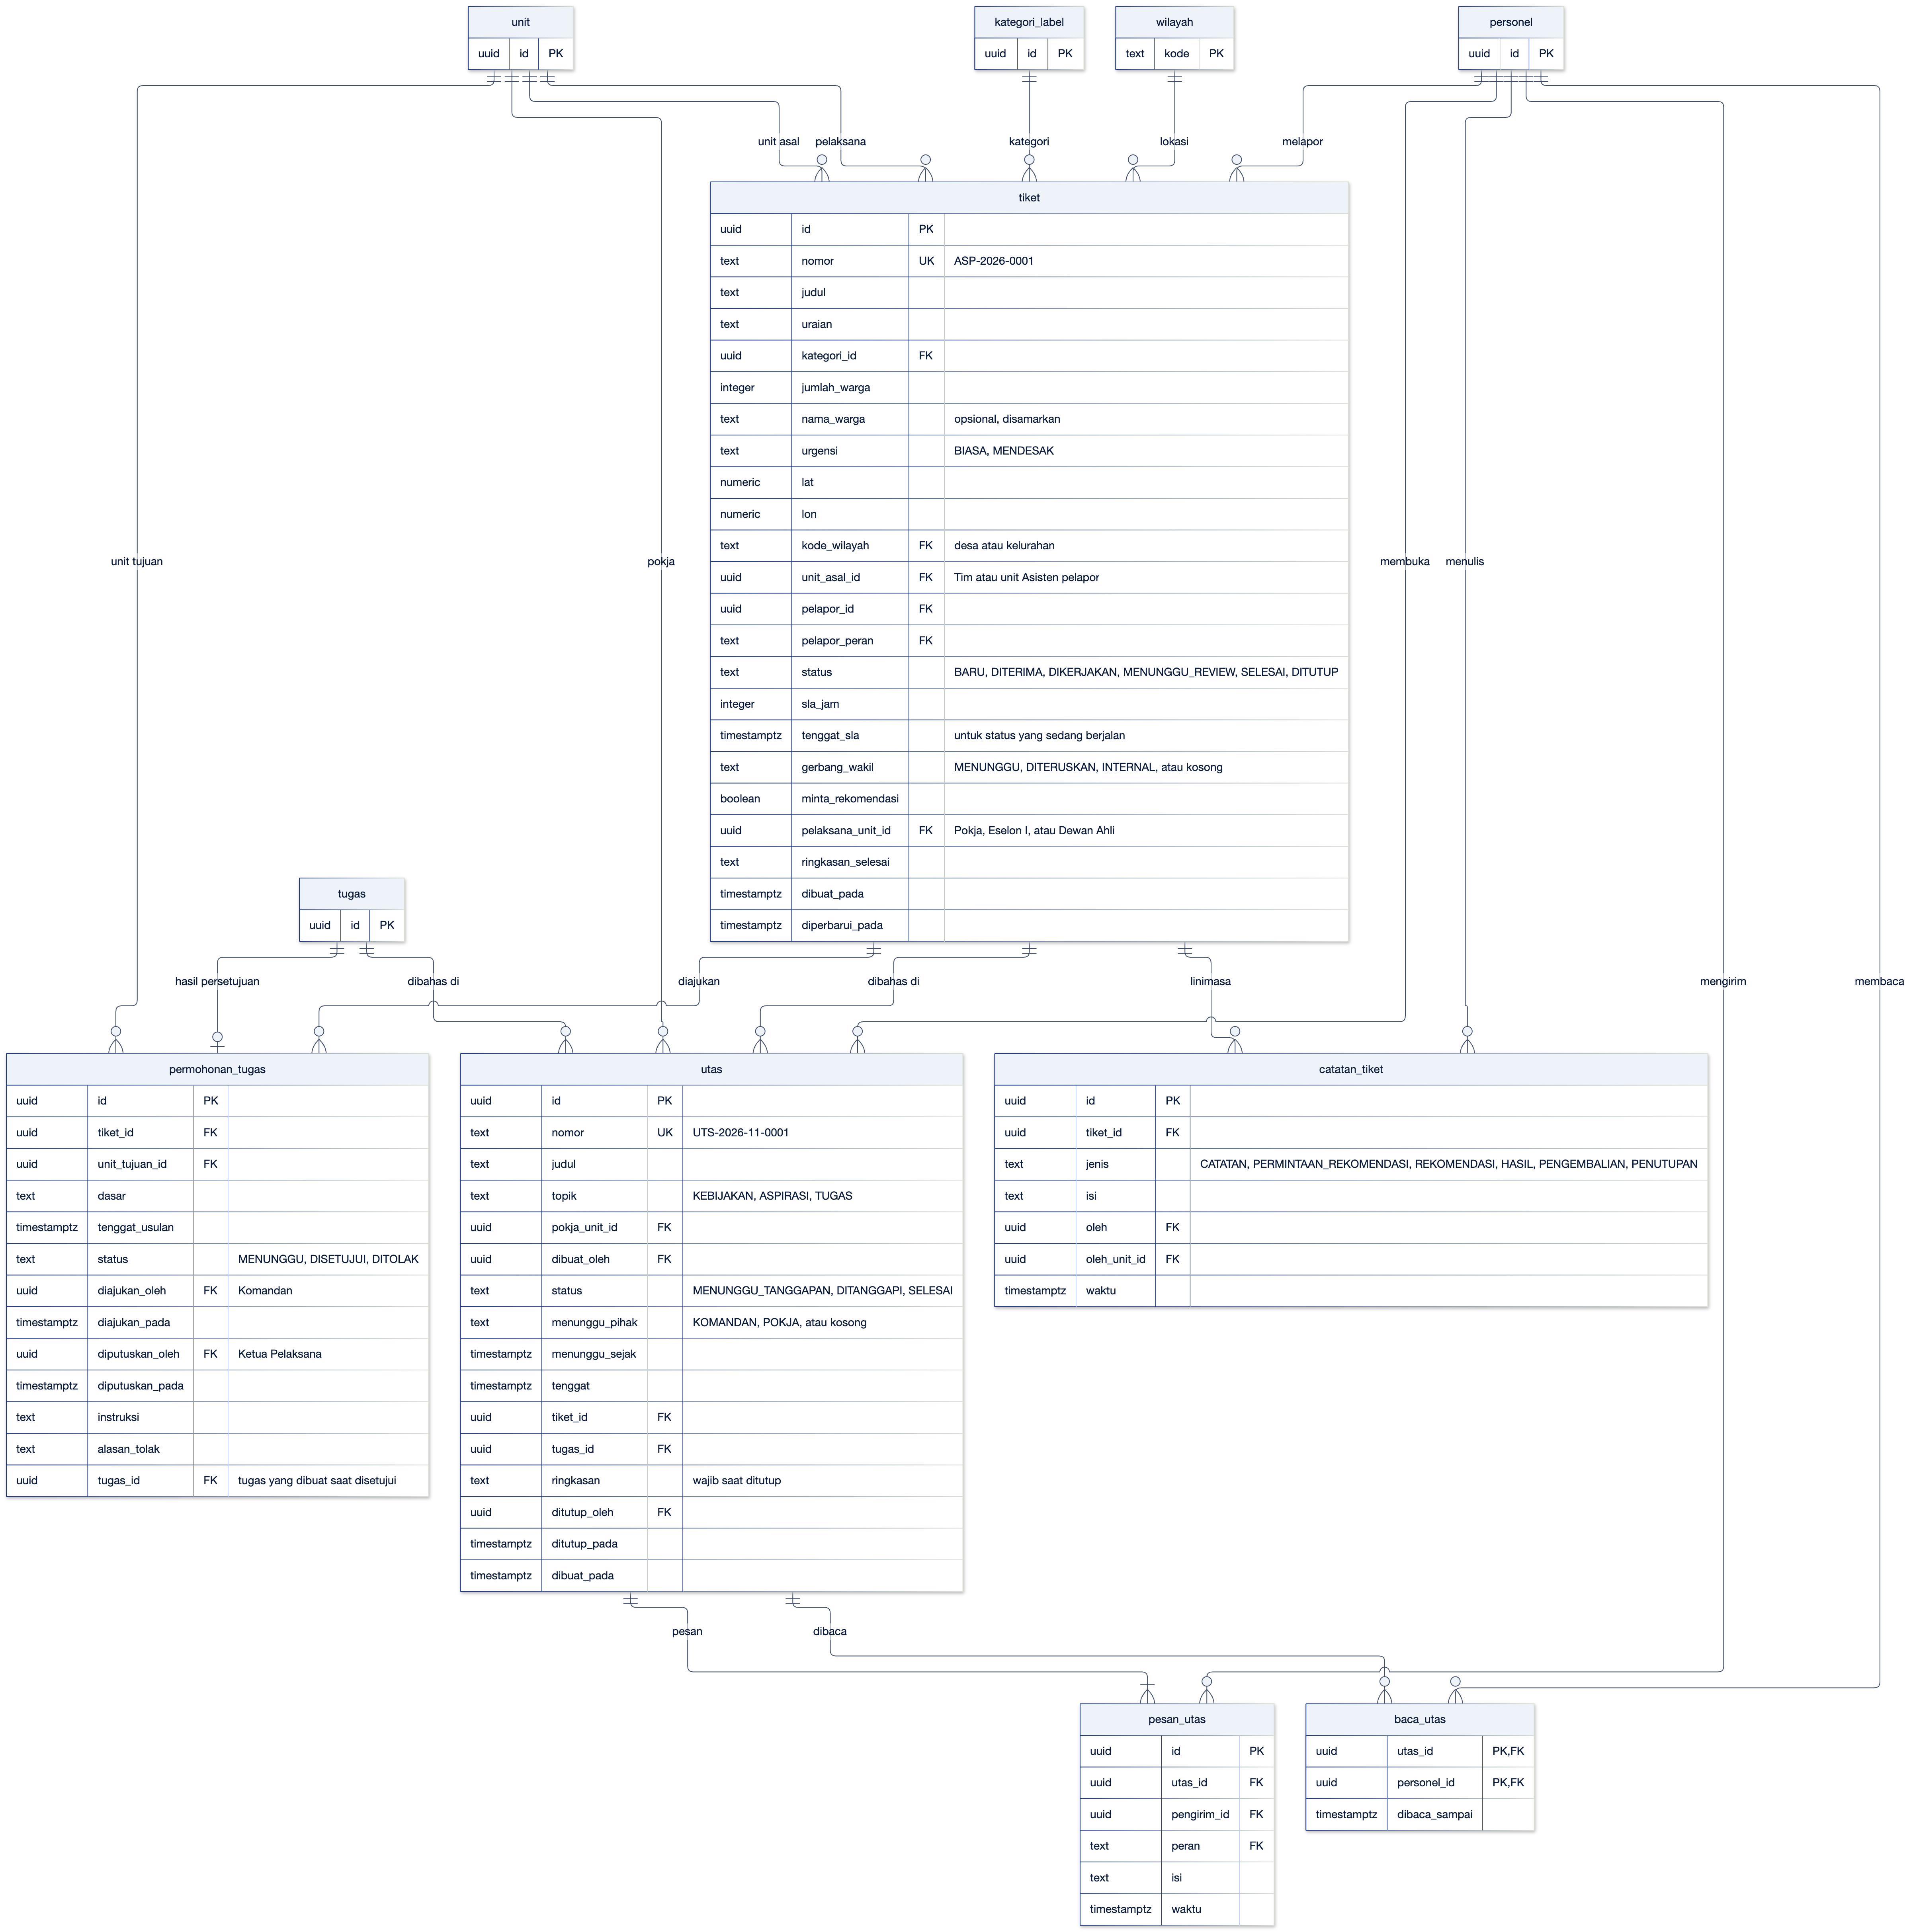 unit
uuid id PK
kategori_label
uuid id PK
wilayah
text kode PK
personel
uuid id PK
unit asal
pelaksana
kategori
lokasi
melapor
tiket
uuid id PK
text nomor UK ASP-2026-0001
text judul
text uraian
uuid kategori_id FK
integer jumlah_warga
text nama_warga opsional, disamarkan
text urgensi BIASA, MENDESAK
numeric lat
numeric lon
text kode_wilayah FK desa atau kelurahan
uuid unit_asal_id FK Tim atau unit Asisten pelapor
uuid pelapor_id FK
text pelapor_peran FK
text status BARU, DITERIMA, DIKERJAKAN, MENUNGGU_REVIEW, SELESAI, DITUTUP
integer sla_jam
timestamptz tenggat_sla untuk status yang sedang berjalan
text gerbang_wakil MENUNGGU, DITERUSKAN, INTERNAL, atau kosong
boolean minta_rekomendasi
uuid pelaksana_unit_id FK Pokja, Eselon I, atau Dewan Ahli
text ringkasan_selesai
timestamptz dibuat_pada
timestamptz diperbarui_pada
unit tujuan
pokja
membuka
menulis
tugas
uuid id PK
hasil persetujuan
dibahas di
diajukan
dibahas di
linimasa
mengirim
membaca
permohonan_tugas
uuid id PK
uuid tiket_id FK
uuid unit_tujuan_id FK
text dasar
timestamptz tenggat_usulan
text status MENUNGGU, DISETUJUI, DITOLAK
uuid diajukan_oleh FK Komandan
timestamptz diajukan_pada
uuid diputuskan_oleh FK Ketua Pelaksana
timestamptz diputuskan_pada
text instruksi
text alasan_tolak
uuid tugas_id FK tugas yang dibuat saat disetujui
utas
uuid id PK
text nomor UK UTS-2026-11-0001
text judul
text topik KEBIJAKAN, ASPIRASI, TUGAS
uuid pokja_unit_id FK
uuid dibuat_oleh FK
text status MENUNGGU_TANGGAPAN, DITANGGAPI, SELESAI
text menunggu_pihak KOMANDAN, POKJA, atau kosong
timestamptz menunggu_sejak
timestamptz tenggat
uuid tiket_id FK
uuid tugas_id FK
text ringkasan wajib saat ditutup
uuid ditutup_oleh FK
timestamptz ditutup_pada
timestamptz dibuat_pada
catatan_tiket
uuid id PK
uuid tiket_id FK
text jenis CATATAN, PERMINTAAN_REKOMENDASI, REKOMENDASI, HASIL, PENGEMBALIAN, PENUTUPAN
text isi
uuid oleh FK
uuid oleh_unit_id FK
timestamptz waktu
pesan
dibaca
pesan_utas
uuid id PK
uuid utas_id FK
uuid pengirim_id FK
text peran FK
text isi
timestamptz waktu
baca_utas
uuid utas_id PK,FK
uuid personel_id PK,FK
timestamptz dibaca_sampai